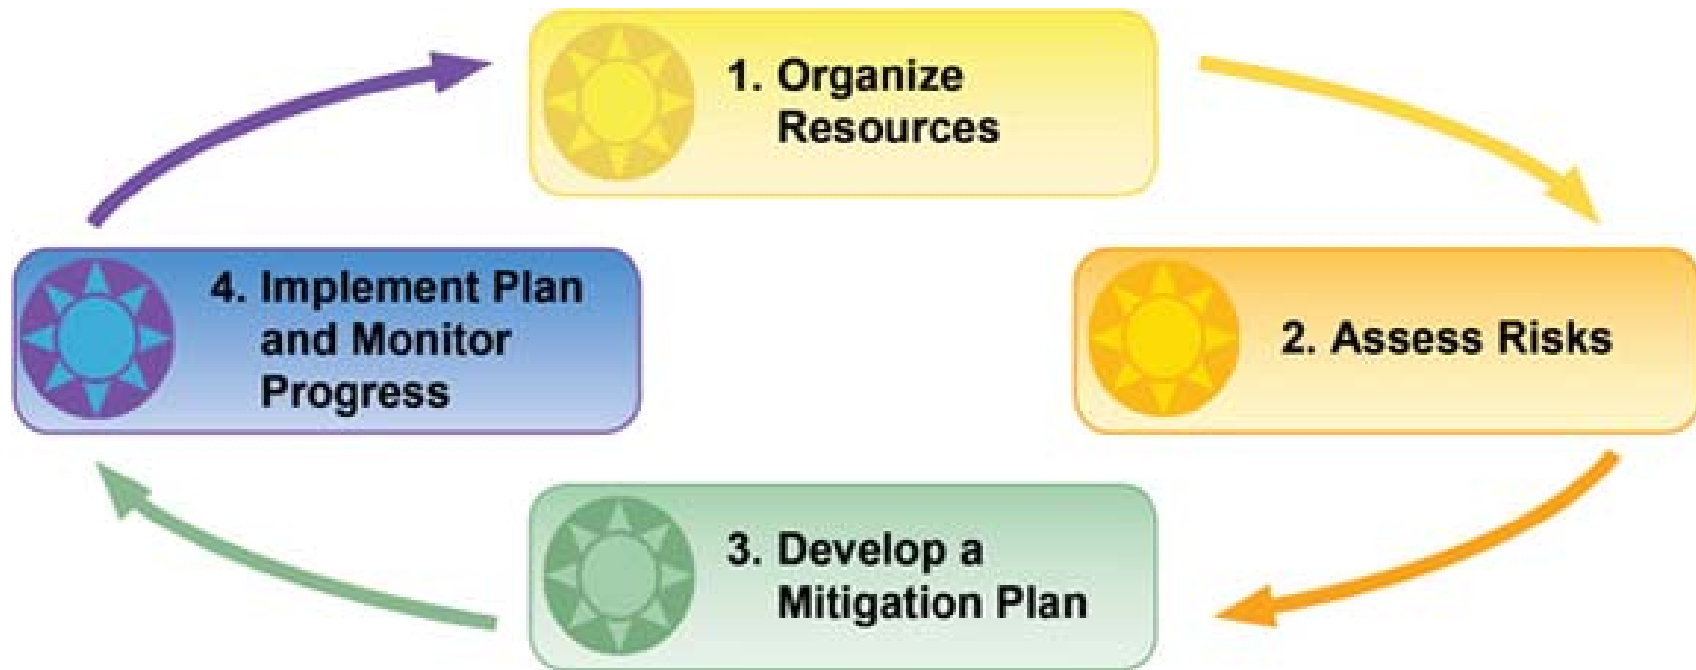 1. Organize
Resources
2. Assess Risks
3. Develop a
Mitigation Plan
4. Implement Plan
and Monitor
Progress